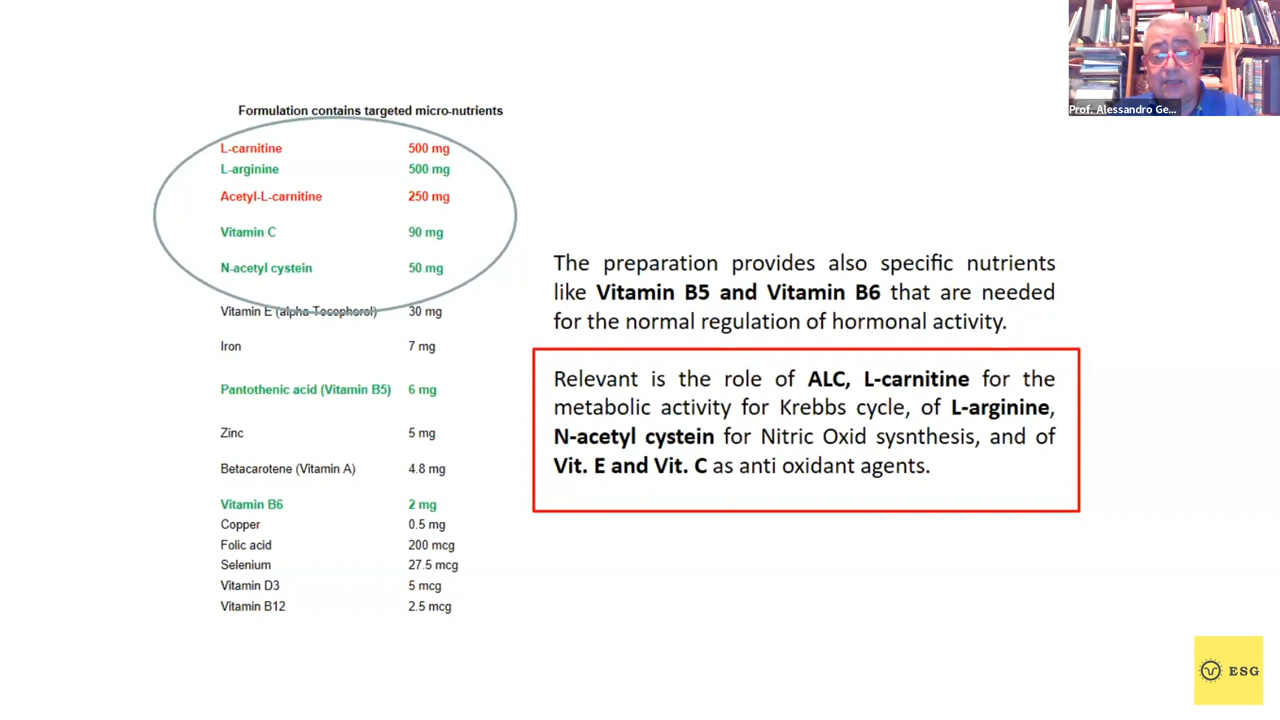 Formulation contains targeted micro-nutrients
L-carnitine 500 mg
L-arginine 500 mg
Acetyl-L-carnitine 250 mg
Vitamin C 90 mg
N-acetyl cystein 50 mg
Vitamin E (alpha-Tocopherol) 30 mg
Iron 7 mg
Pantothenic acid (Vitamin B5) 6 mg
Zinc 5 mg
Betacarotene (Vitamin A) 4.8 mg
Vitamin B6 2 mg
Copper 0.5 mg
Folic acid 200 mcg
Selenium 27.5 mcg
Vitamin D3 5 mcg
Vitamin B12 2.5 mcg
The preparation provides also specific nutrients
like Vitamin B5 and Vitamin B6 that are needed
for the normal regulation of hormonal activity.
Relevant is the role of ALC, L-carnitine for the
metabolic activity for Krebbs cycle, of L-arginine,
N-acetyl cystein for Nitric Oxid sysnthesis, and of
Vit. E and Vit. C as anti oxidant agents.
Prof. Alessandro Ge...
ESG